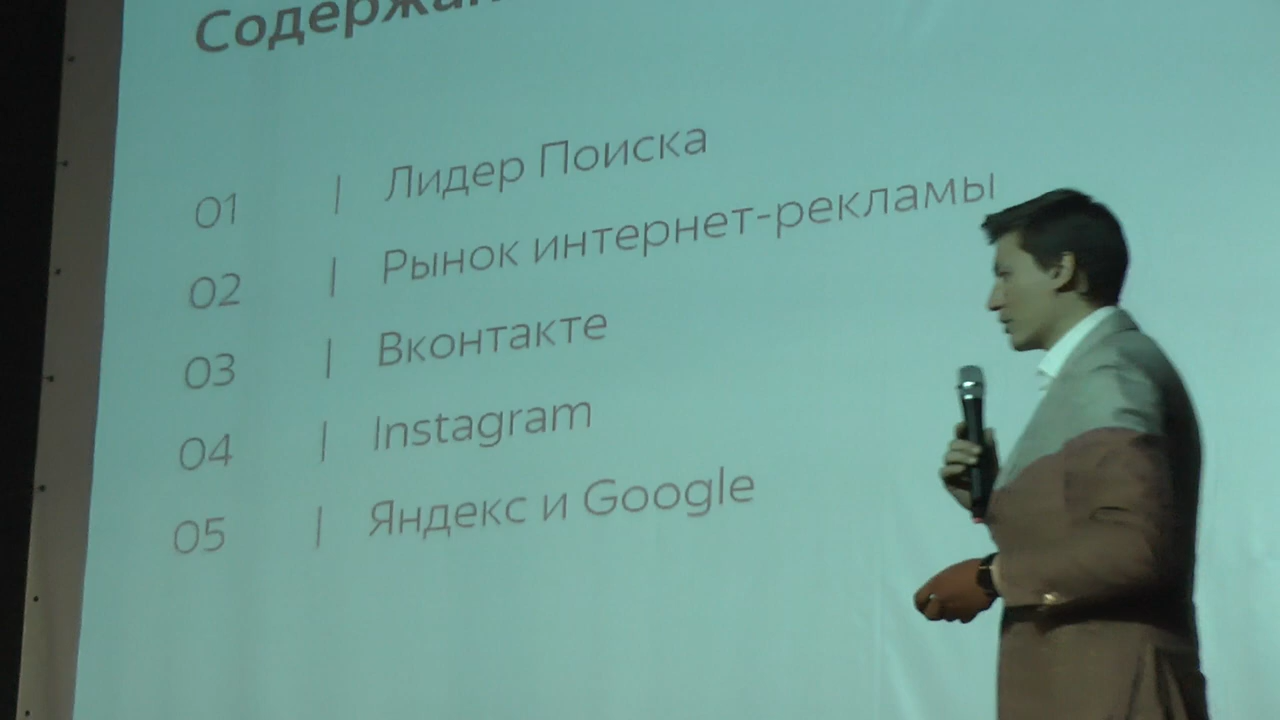 01 | Лидер Поиска
02 | Рынок интернет-рекламы
03 | Вконтакте
04 | Instagram
05 | Яндекс и Google